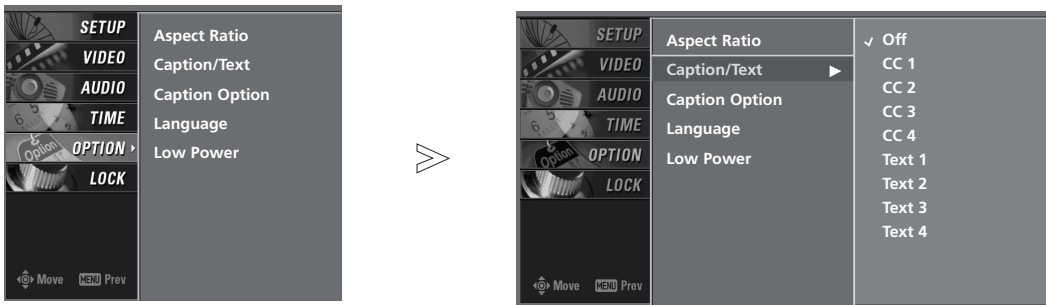 SETUP
VIDEO
AUDIO
TIME
OPTION
LOCK
Aspect Ratio
Caption/Text
Caption Option
Language
Low Power
Move MENU Prev
SETUP
VIDEO
AUDIO
TIME
OPTION
LOCK
Aspect Ratio
Caption/Text
Caption Option
Language
Low Power
Off
CC 1
CC 2
CC 3
CC 4
Text 1
Text 2
Text 3
Text 4
Move MENU Prev